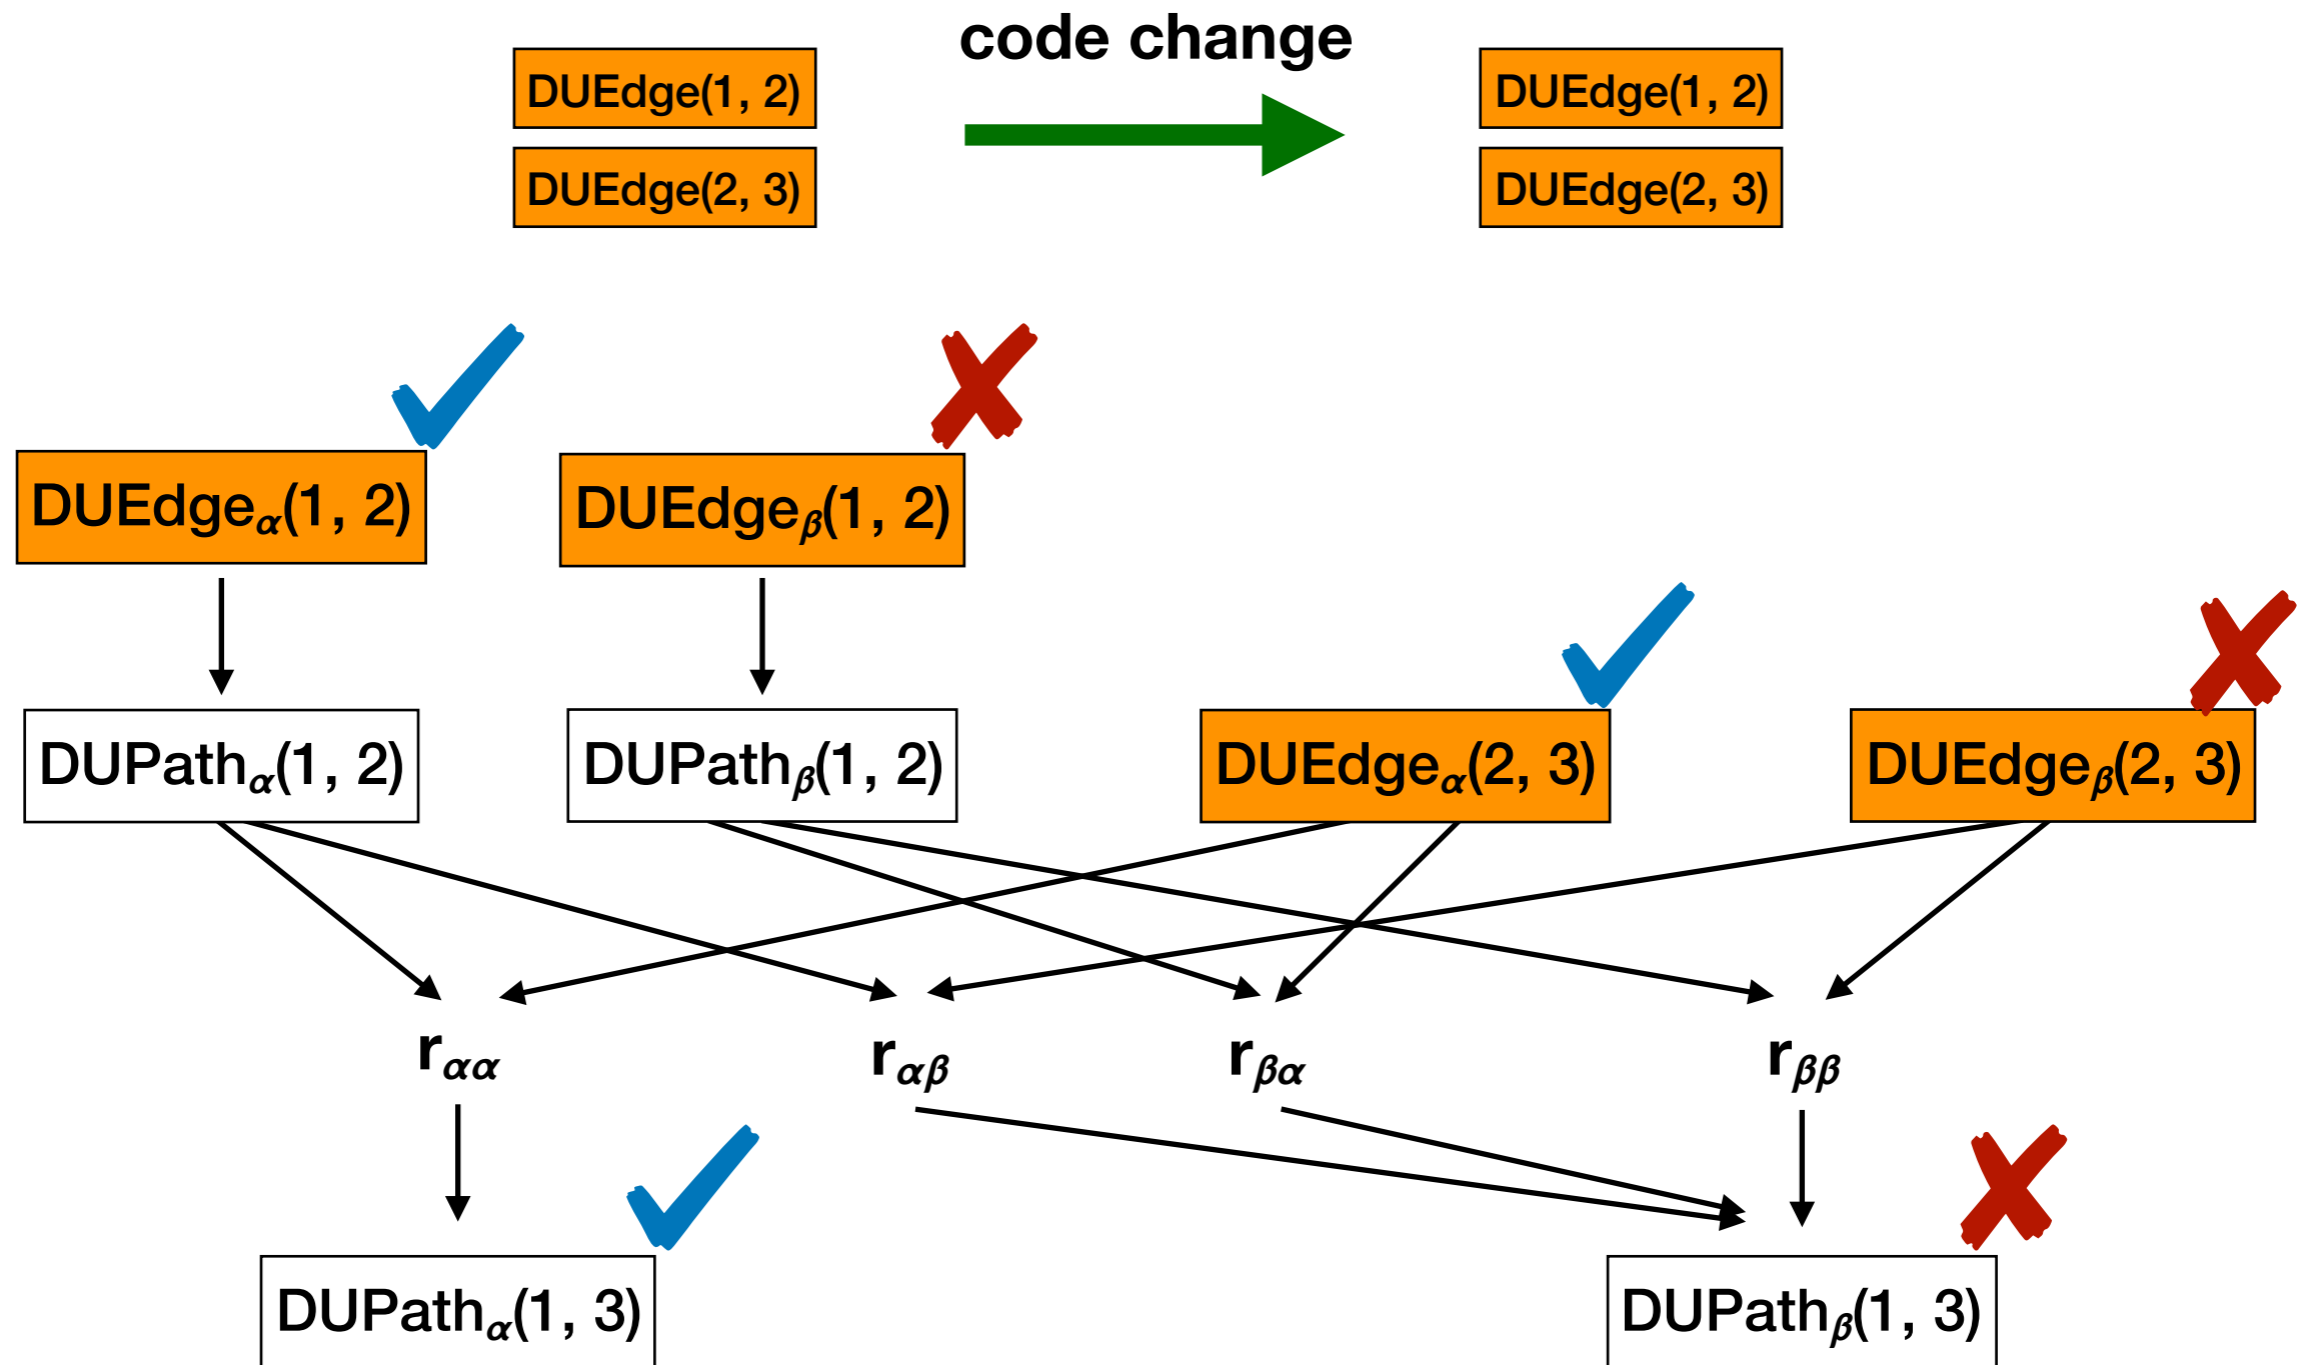 code change
DUEdge(1, 2)
DUEdge(1, 2)
DUEdge(2, 3)
DUEdge(2, 3)
DUEdgeα(1, 2)
DUEdgeβ(1, 2)
DUPathα(1, 2)
DUPathβ(1, 2)
DUEdgeα(2, 3)
DUEdgeβ(2, 3)
rαα
rαβ
rβα
rββ
DUPathα(1, 3)
DUPathβ(1, 3)